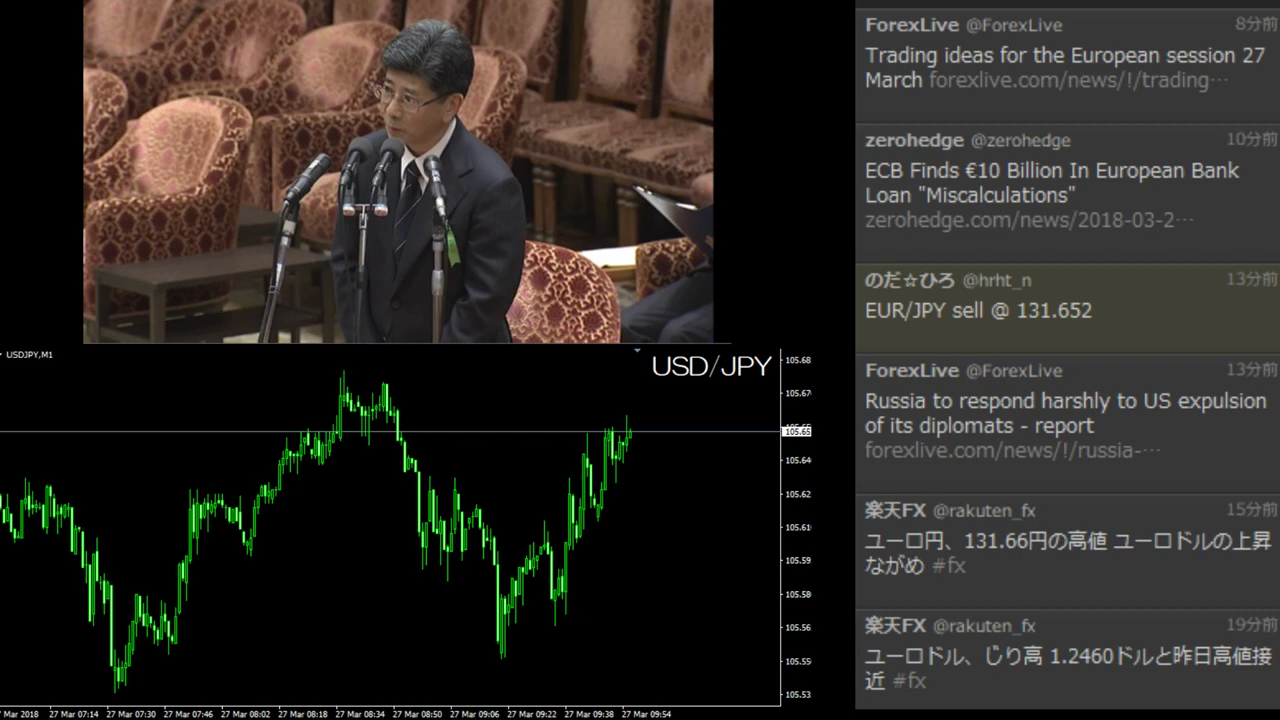 ForexLive @ForexLive 8分前
Trading ideas for the European session 27
March forexlive.com/news/!/trading…
zerohedge @zerohedge 10分前
ECB Finds €10 Billion In European Bank
Loan "Miscalculations"
zerohedge.com/news/2018-03-2…
のだ☆ひろ @hrht_n 13分前
EUR/JPY sell @ 131.652
ForexLive @ForexLive 13分前
Russia to respond harshly to US expulsion
of its diplomats - report
forexlive.com/news/!/russia-…
楽天FX @rakuten_fx 15分前
ユーロ円、131.66円の高値 ユーロドルの上昇
ながめ #fx
楽天FX @rakuten_fx 19分前
ユーロドル、じり高 1.2460ドルと昨日高値接
近 #fx
USDJPY,M1
USD/JPY
105.68
105.67
105.65
105.64
105.62
105.61
105.59
105.58
105.56
105.55
105.53
Mar 2018 27 Mar 07:14 27 Mar 07:30 27 Mar 07:46 27 Mar 08:02 27 Mar 08:18 27 Mar 08:34 27 Mar 08:50 27 Mar 09:06 27 Mar 09:22 27 Mar 09:38 27 Mar 09:54